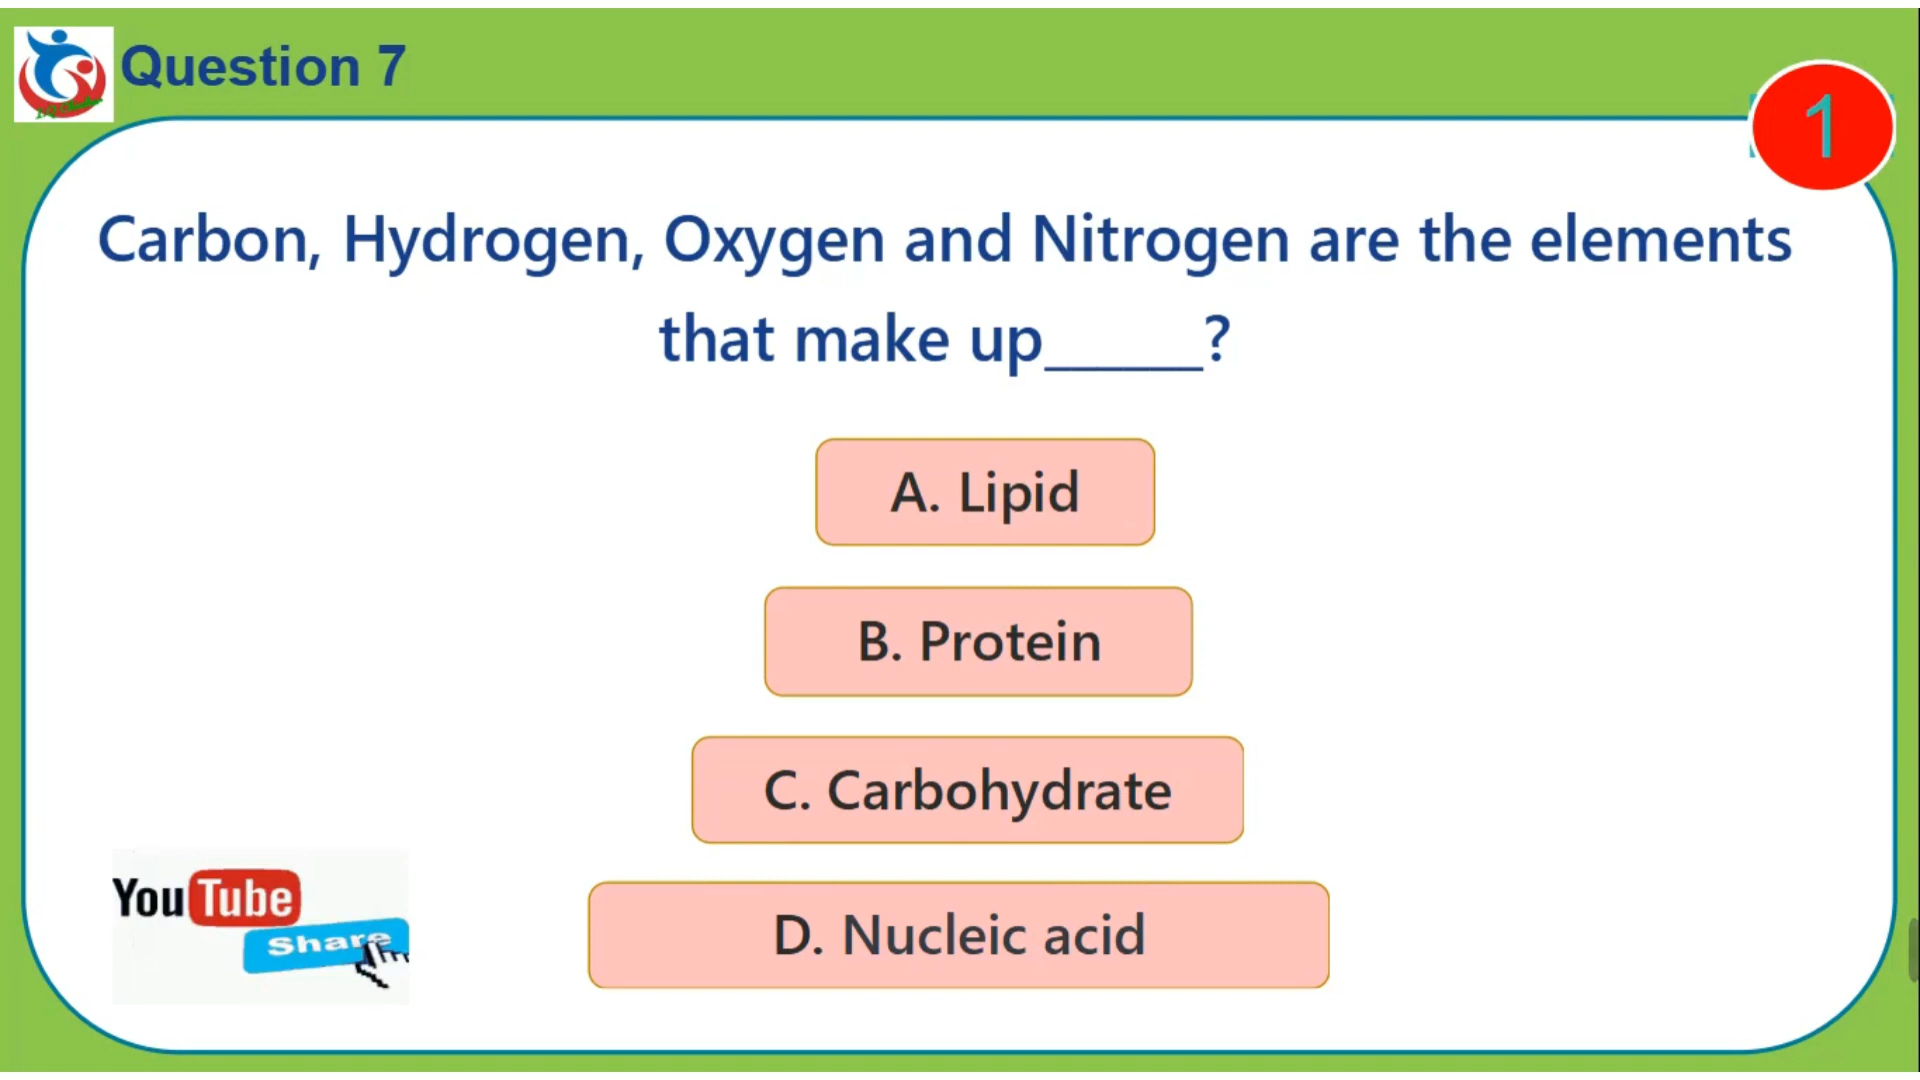 Question 7
1
Carbon, Hydrogen, Oxygen and Nitrogen are the elements
that make up______?
A. Lipid
B. Protein
C. Carbohydrate
D. Nucleic acid
YouTube
Share